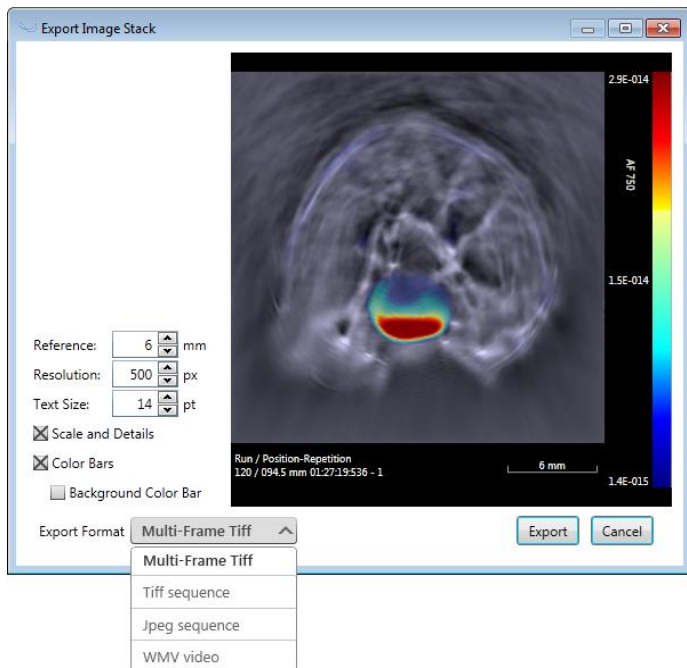 Export Image Stack
2.9E-014
AF 750
1.5E-014
1.4E-015
Run / Position-Repetition
120 / 094.5 mm 01:27:19:536 - 1
6 mm
Reference: 6 mm
Resolution: 500 px
Text Size: 14 pt
Scale and Details
Color Bars
Background Color Bar
Export Format Multi-Frame Tiff Export Cancel
Multi-Frame Tiff
Tiff sequence
Jpeg sequence
WMV video